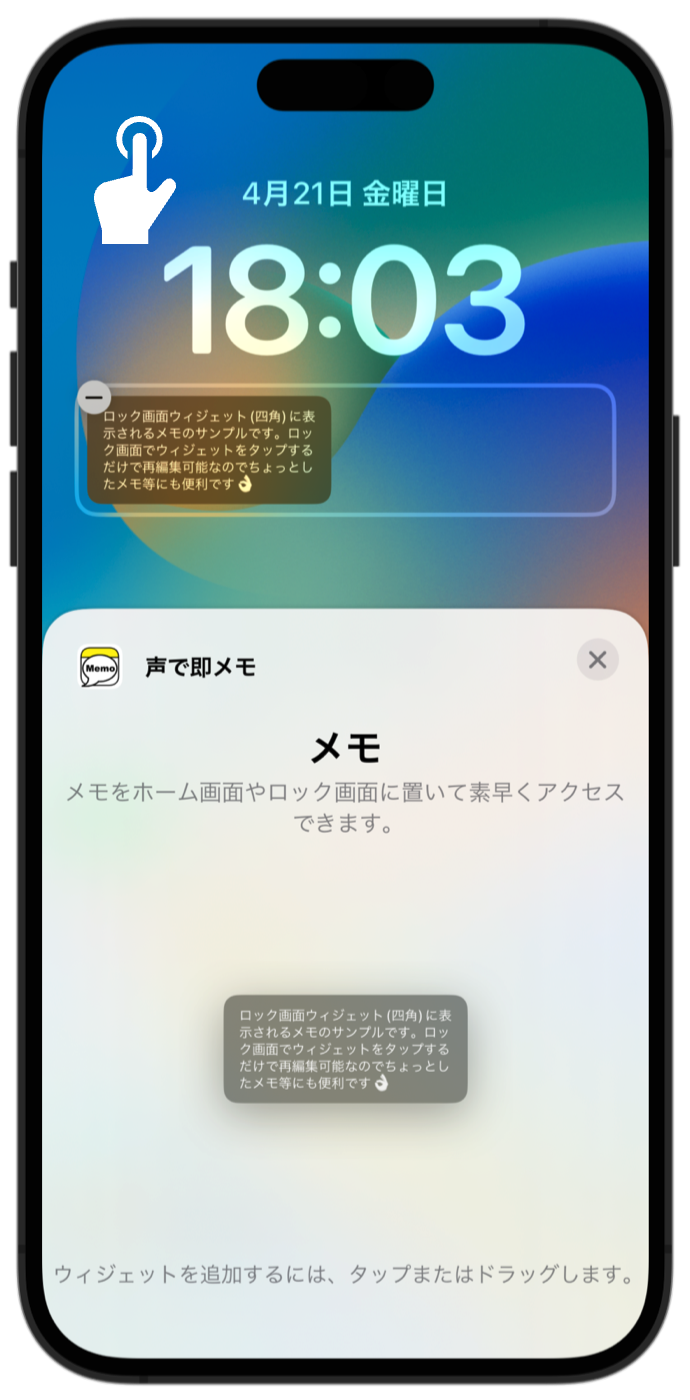 4月21日 金曜日
18:03
ロック画面ウィジェット(四角)に表
示されるメモのサンプルです。ロッ
ク画面でウィジェットをタップする
だけで再編集可能なのでちょっとし
たメモ等にも便利です👌
Memo
声で即メモ
メモ
メモをホーム画面やロック画面に置いて素早くアクセス
できます。
ロック画面ウィジェット(四角)に表
示されるメモのサンプルです。ロッ
ク画面でウィジェットをタップする
だけで再編集可能なのでちょっとし
たメモ等にも便利です👌
ウィジェットを追加するには、タップまたはドラッグします。